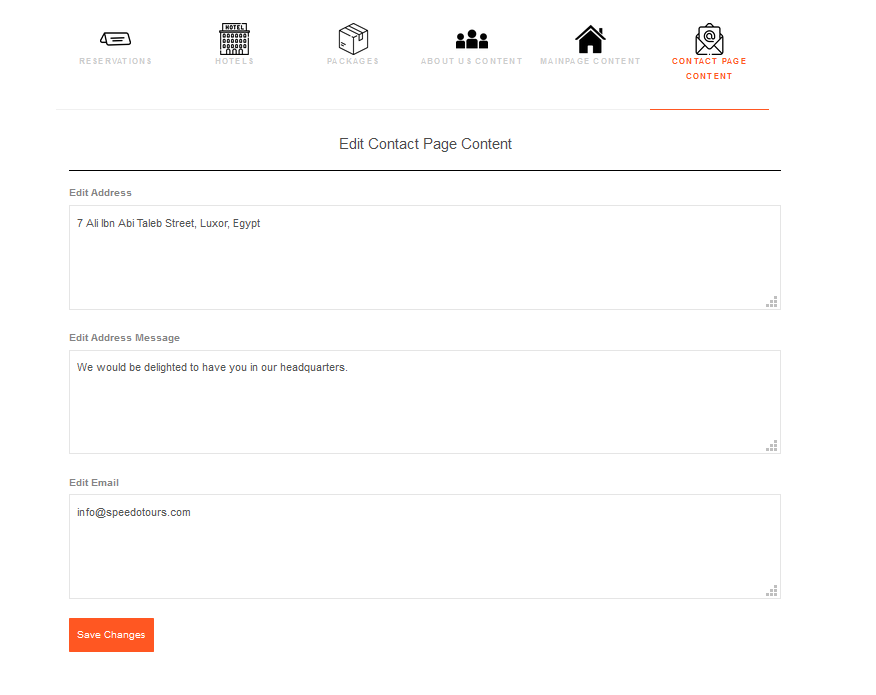 HOTEL
RESERVATIONS
HOTELS
PACKAGES
ABOUT US CONTENT
MAINPAGE CONTENT
CONTACT PAGE
CONTENT
Edit Contact Page Content
Edit Address
7 Ali Ibn Abi Taleb Street, Luxor, Egypt
Edit Address Message
We would be delighted to have you in our headquarters.
Edit Email
info@speedotours.com
Save Changes